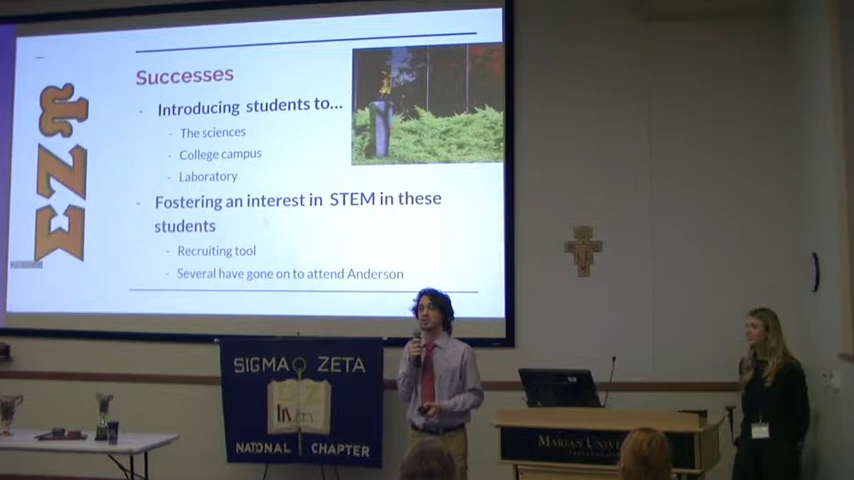 Successes
- Introducing students to...
- The sciences
- College campus
- Laboratory
- Fostering an interest in STEM in these
students
- Recruiting tool
- Several have gone on to attend Anderson
ΣΖΥ
SIGMA ZETA
ΣΖ
NATIONAL CHAPTER
MARIAN UNIV